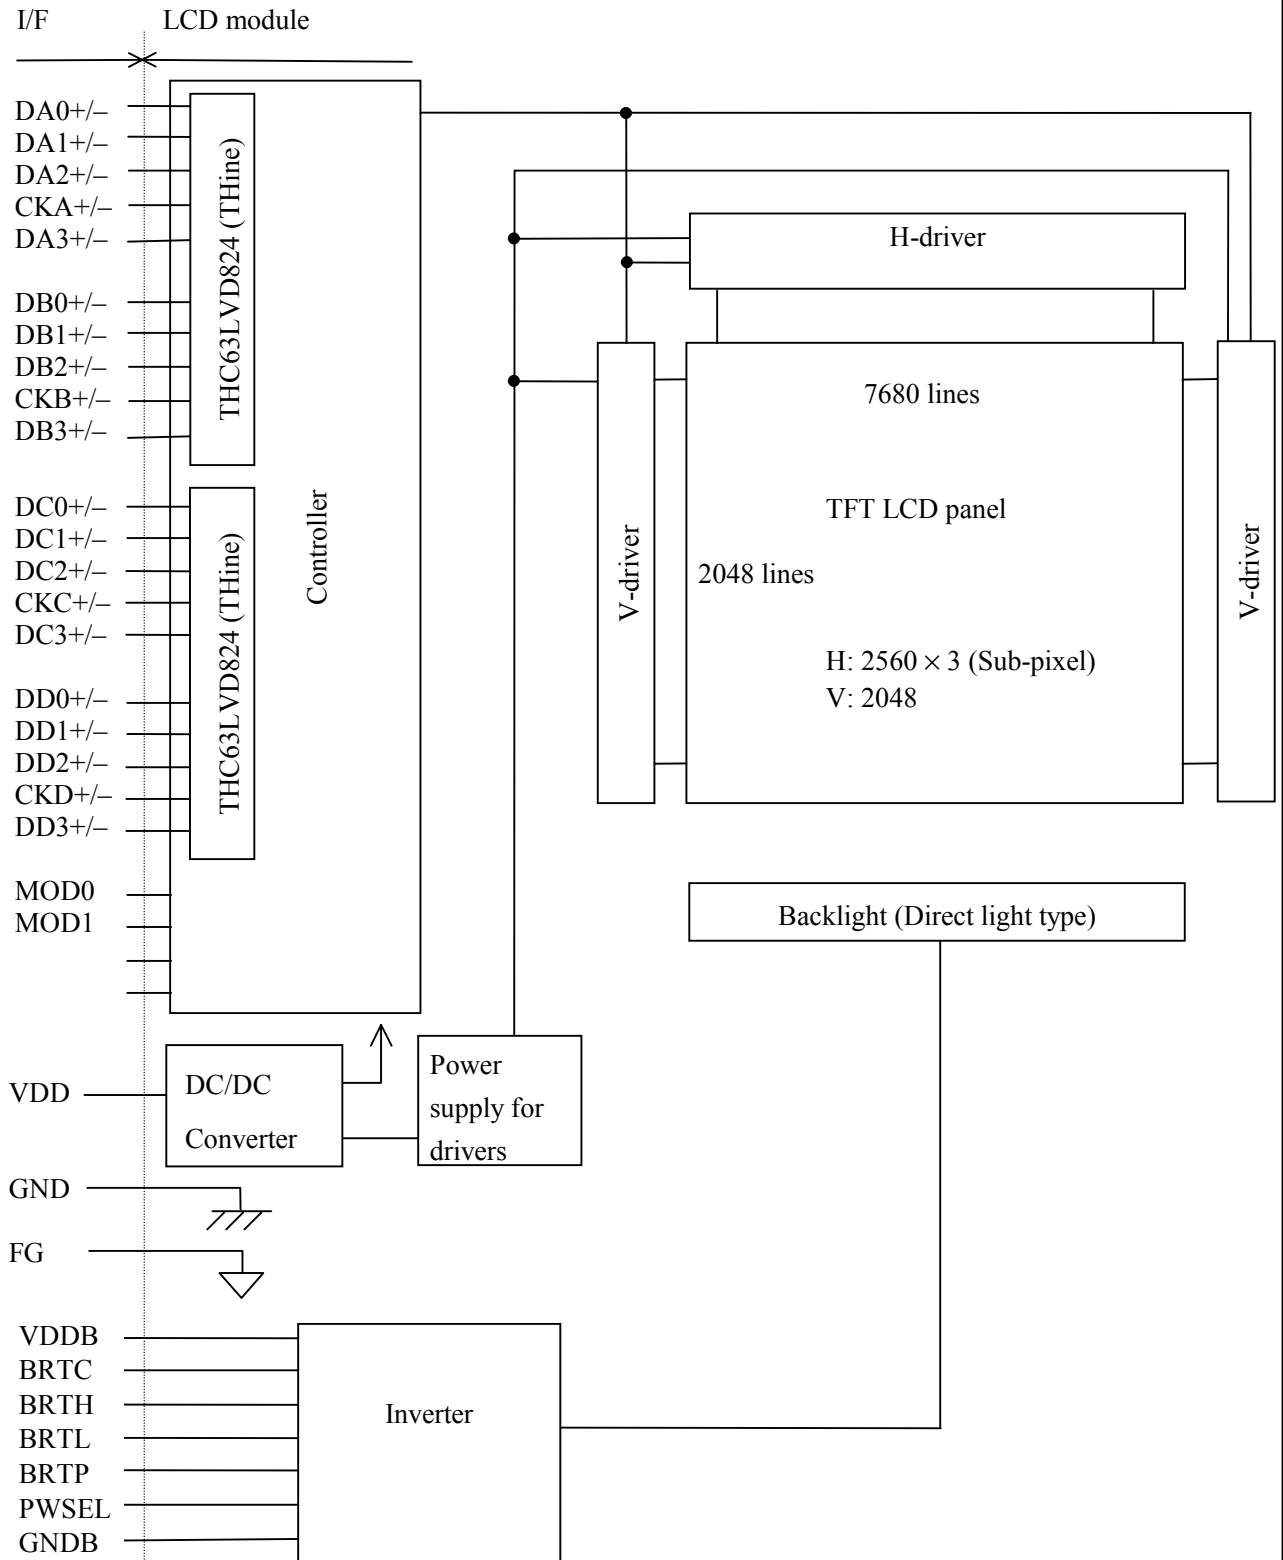 I/F
LCD module
DA0+/–
DA1+/–
DA2+/–
CKA+/–
DA3+/–
DB0+/–
DB1+/–
DB2+/–
CKB+/–
DB3+/–
DC0+/–
DC1+/–
DC2+/–
CKC+/–
DC3+/–
DD0+/–
DD1+/–
DD2+/–
CKD+/–
DD3+/–
MOD0
MOD1
THC63LVD824 (THine)
THC63LVD824 (THine)
Controller
H-driver
V-driver
7680 lines
TFT LCD panel
2048 lines
H: 2560 × 3 (Sub-pixel)
V: 2048
V-driver
Backlight (Direct light type)
VDD
DC/DC
Converter
Power
supply for
drivers
GND
FG
VDDB
BRTC
BRTH
BRTL
BRTP
PWSEL
GNDB
Inverter